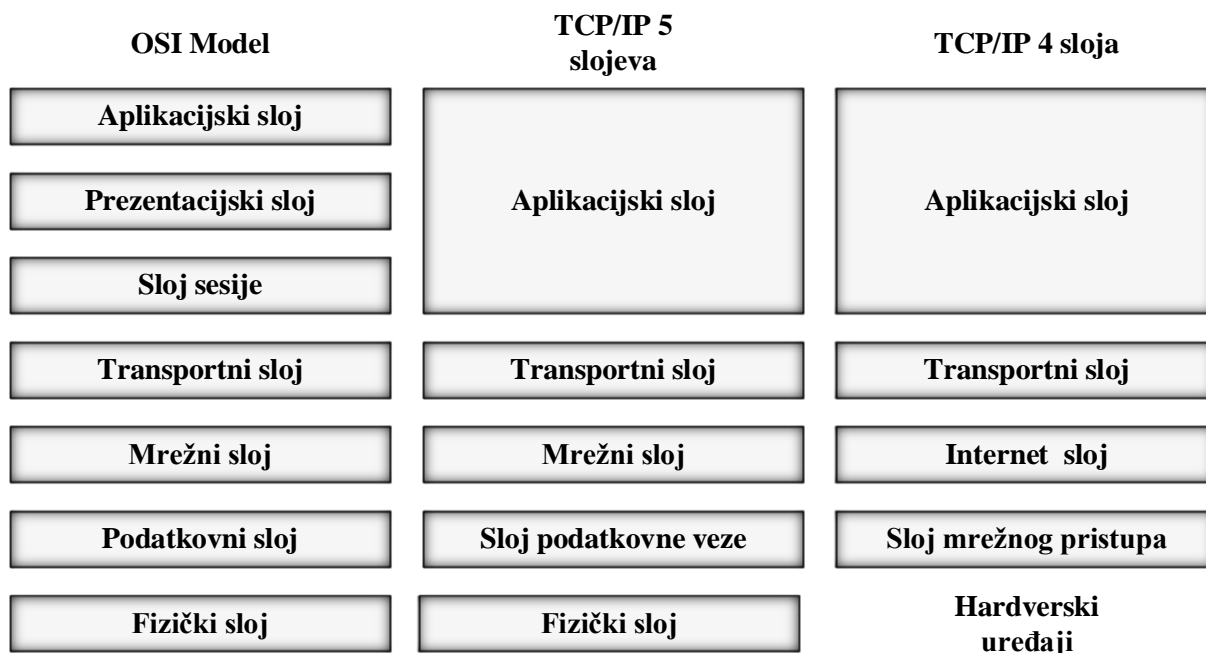 OSI Model
TCP/IP 5
slojeva
TCP/IP 4 sloja
Aplikacijski sloj
Prezentacijski sloj
Sloj sesije
Transportni sloj
Mrežni sloj
Podatkovni sloj
Fizički sloj
Aplikacijski sloj
Transportni sloj
Mrežni sloj
Sloj podatkovne veze
Fizički sloj
Aplikacijski sloj
Transportni sloj
Internet sloj
Sloj mrežnog pristupa
Hardverski
uređaji